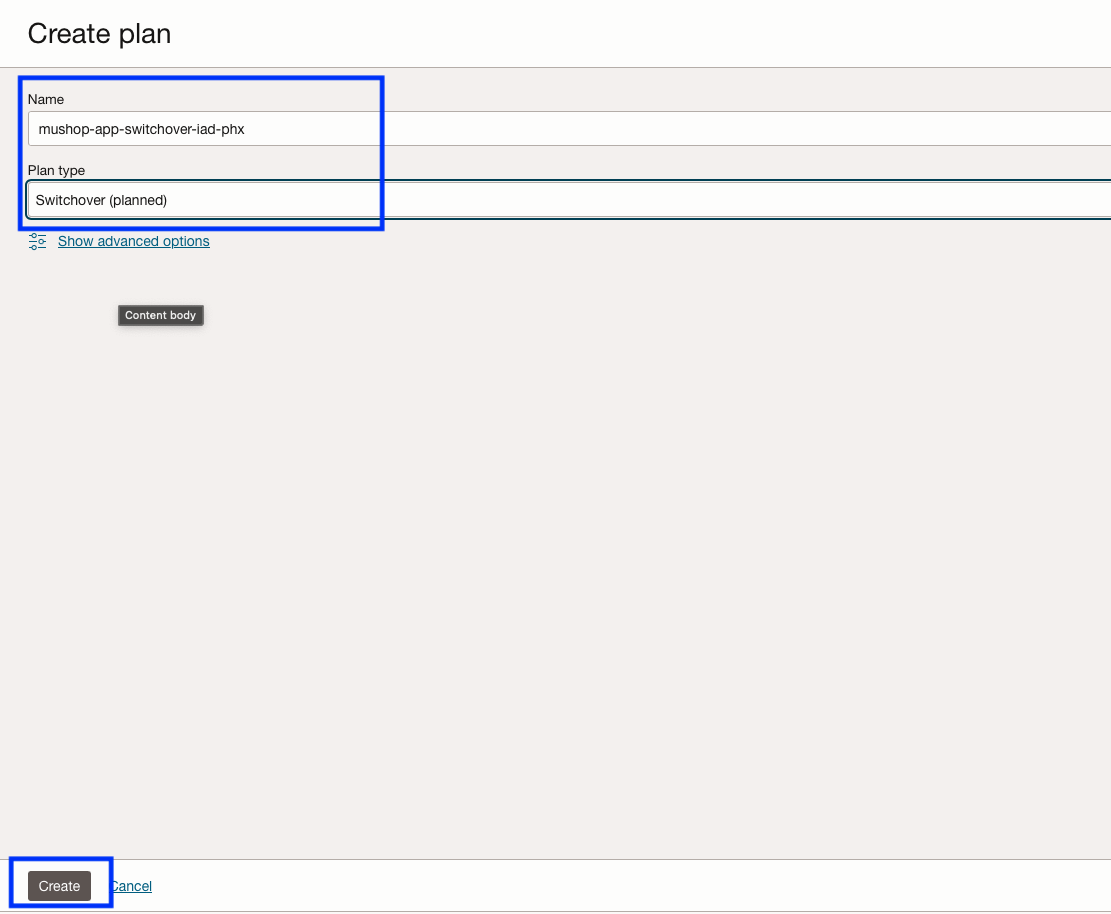 Create plan
Name
mushop-app-switchover-iad-phx
Plan type
Switchover (planned)
Show advanced options
Content body
Create
Cancel